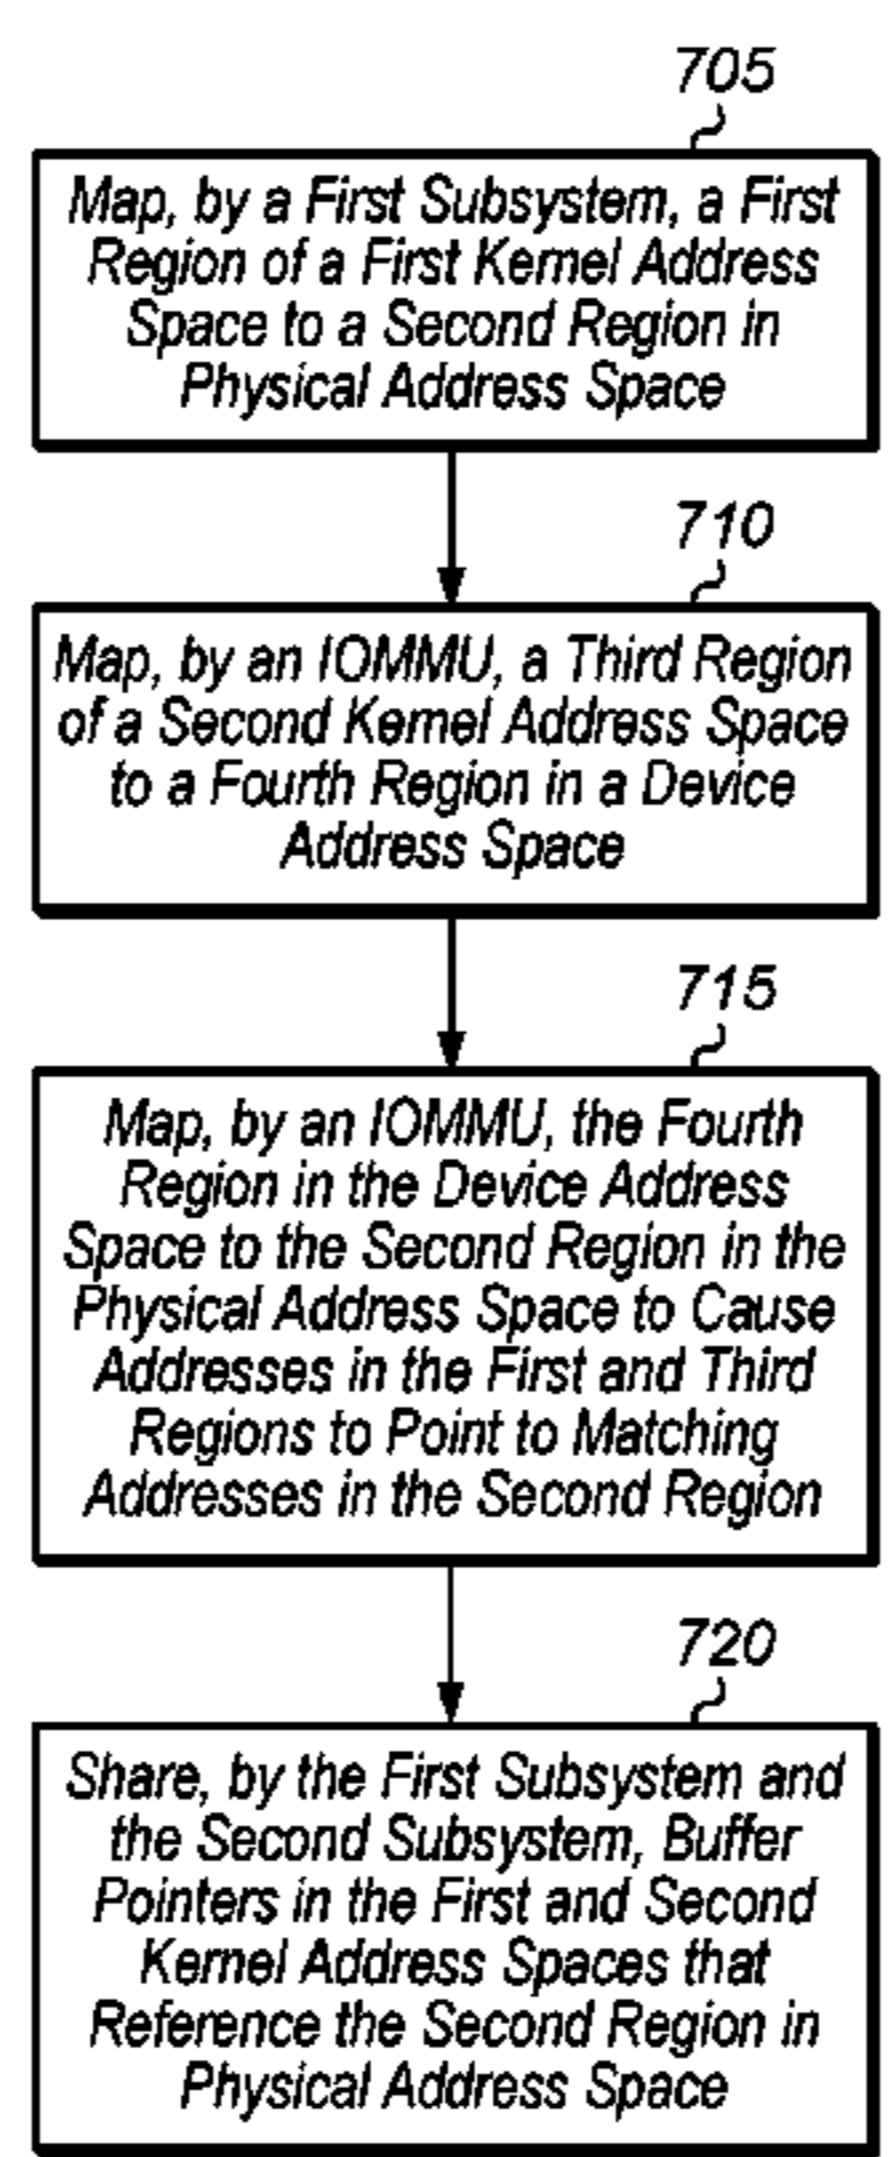 705
Map, by a First Subsystem, a First
Region of a First Kernel Address
Space to a Second Region in
Physical Address Space
710
Map, by an IOMMU, a Third Region
of a Second Kernel Address Space
to a Fourth Region in a Device
Address Space
715
Map, by an IOMMU, the Fourth
Region in the Device Address
Space to the Second Region in the
Physical Address Space to Cause
Addresses in the First and Third
Regions to Point to Matching
Addresses in the Second Region
720
Share, by the First Subsystem and
the Second Subsystem, Buffer
Pointers in the First and Second
Kernel Address Spaces that
Reference the Second Region in
Physical Address Space